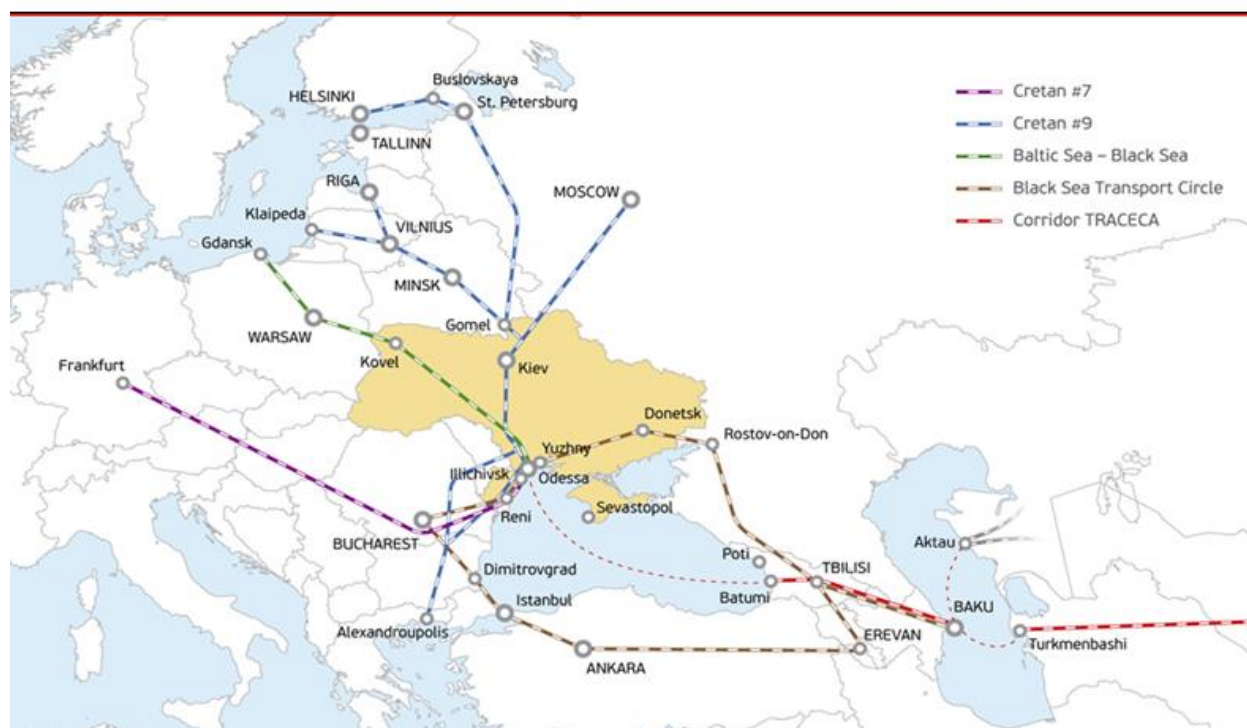 Buslovskaya
HELSINKI
St. Petersburg
TALLINN
RIGA
MOSCOW
Klaipeda
VILNIUS
Gdansk
MINSK
Gomel
WARSAW
Kovel
Kiev
Frankfurt
Donetsk
Rostov-on-Don
Yuzhny
Illichivsk
Odessa
Reni
Sevastopol
BUCHAREST
Aktau
Poti
TBILISI
Dimitrovgrad
Batumi
Istanbul
BAKU
Alexandroupolis
EREVAN
Turkmenbashi
ANKARA
Cretan #7
Cretan #9
Baltic Sea – Black Sea
Black Sea Transport Circle
Corridor TRACECA